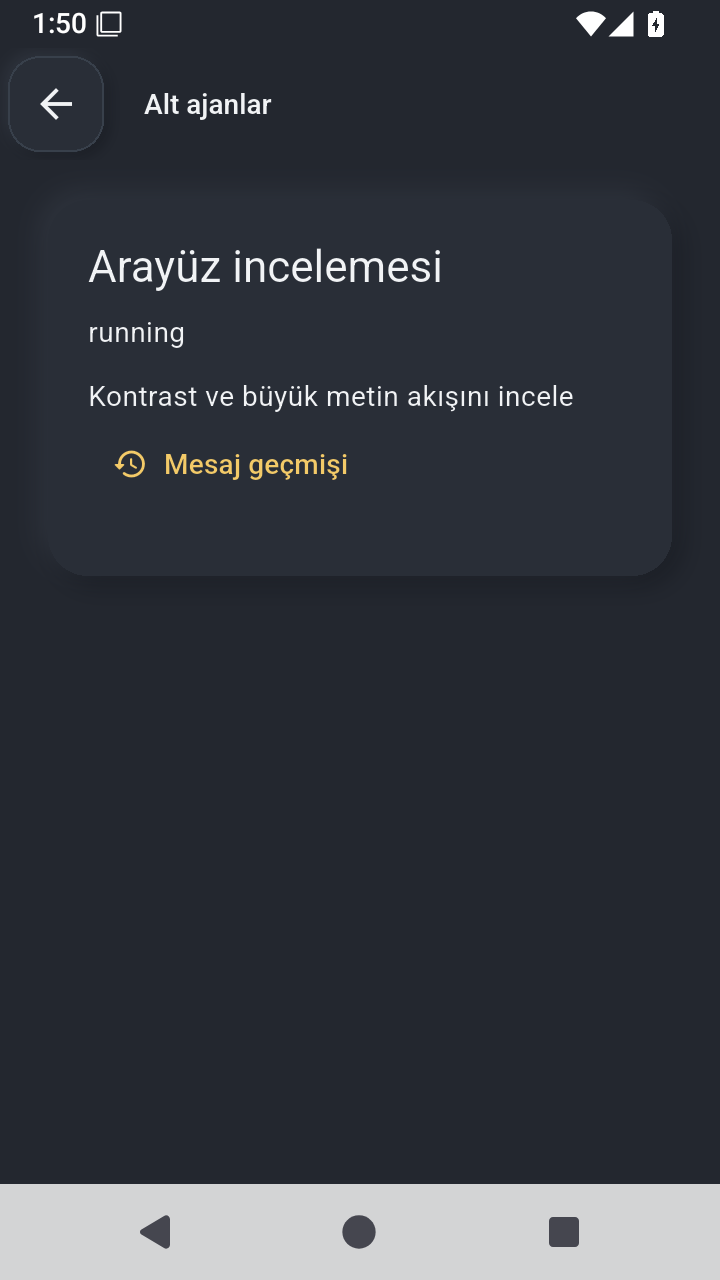 1:50
Alt ajanlar
Arayüz incelemesi
running
Kontrast ve büyük metin akışını incele
Mesaj geçmişi